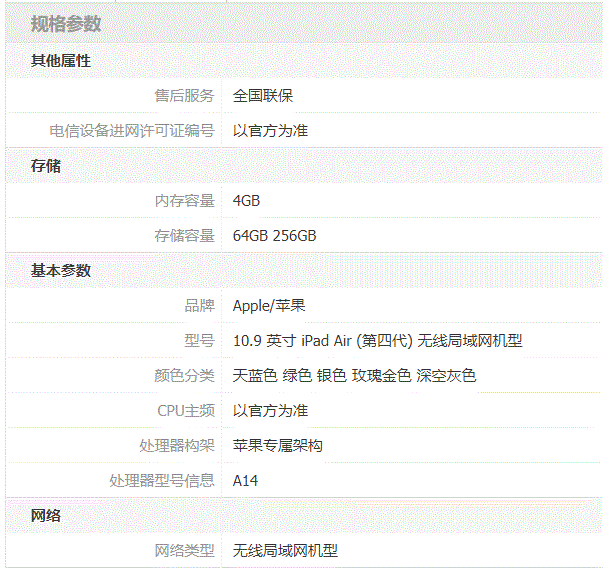 规格参数
其他属性
售后服务 全国联保
电信设备进网许可证编号 以官方为准
存储
内存容量 4GB
存储容量 64GB 256GB
基本参数
品牌 Apple/苹果
型号 10.9 英寸 iPad Air (第四代) 无线局域网机型
颜色分类 天蓝色 绿色 银色 玫瑰金色 深空灰色
CPU主频 以官方为准
处理器构架 苹果专属架构
处理器型号信息 A14
网络
网络类型 无线局域网机型